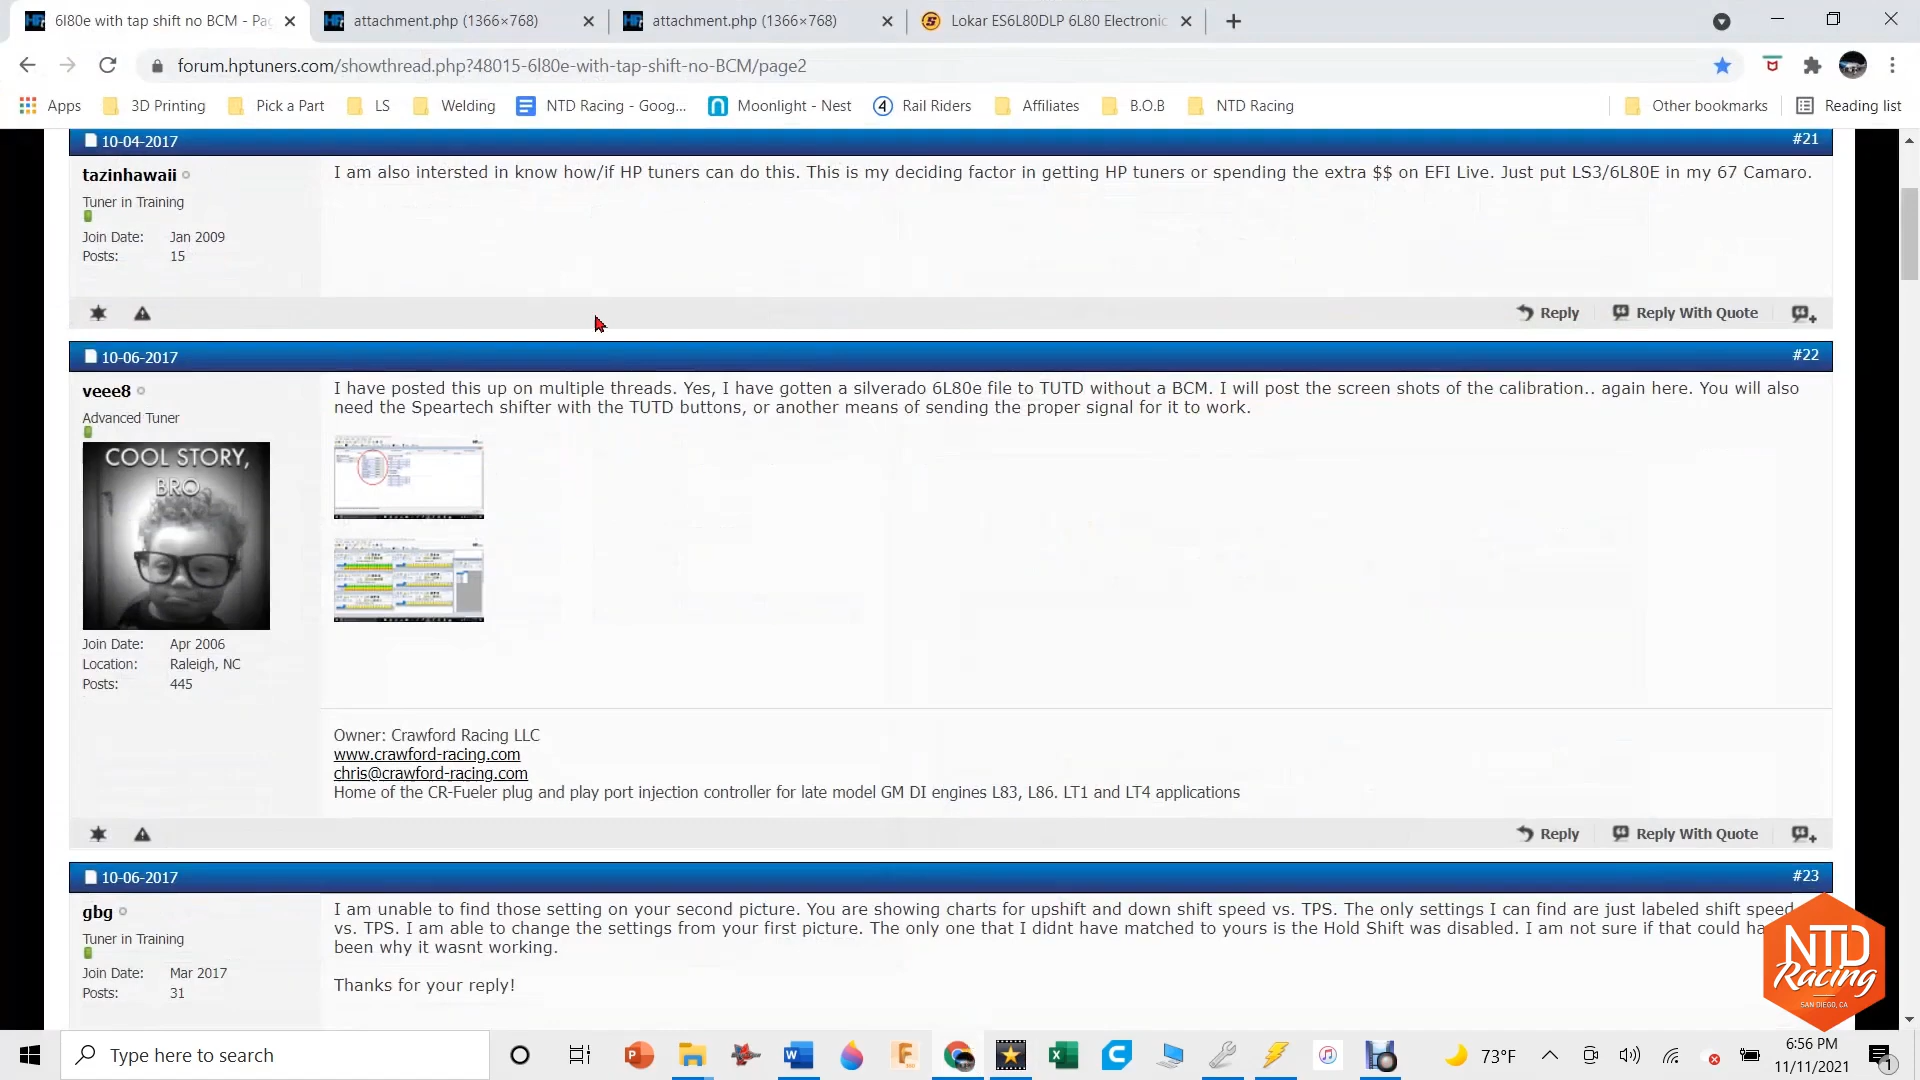 6l80e with tap shift no BCM - Pag
attachment.php (1366×768)
attachment.php (1366×768)
Lokar ES6L80DLP 6L80 Electronic
forum.hptuners.com/showthread.php?48015-6l80e-with-tap-shift-no-BCM/page2
Apps
3D Printing
Pick a Part
LS
Welding
NTD Racing - Goog...
Moonlight - Nest
Rail Riders
Affiliates
B.O.B
NTD Racing
Other bookmarks
Reading list
10-04-2017
#21
tazinhawaii
Tuner in Training
Join Date: Jan 2009
Posts: 15
I am also intersted in know how/if HP tuners can do this. This is my deciding factor in getting HP tuners or spending the extra $$ on EFI Live. Just put LS3/6L80E in my 67 Camaro.
Reply
Reply With Quote
10-06-2017
#22
veee8
Advanced Tuner
COOL STORY,
BRO
Join Date: Apr 2006
Location: Raleigh, NC
Posts: 445
I have posted this up on multiple threads. Yes, I have gotten a silverado 6L80e file to TUTD without a BCM. I will post the screen shots of the calibration.. again here. You will also
need the Speartech shifter with the TUTD buttons, or another means of sending the proper signal for it to work.
Owner: Crawford Racing LLC
www.crawford-racing.com
chris@crawford-racing.com
Home of the CR-Fueler plug and play port injection controller for late model GM DI engines L83, L86. LT1 and LT4 applications
Reply
Reply With Quote
10-06-2017
#23
gbg
Tuner in Training
Join Date: Mar 2017
Posts: 31
I am unable to find those setting on your second picture. You are showing charts for upshift and down shift speed vs. TPS. The only settings I can find are just labeled shift speed
vs. TPS. I am able to change the settings from your first picture. The only one that I didnt have matched to yours is the Hold Shift was disabled. I am not sure if that could ha
been why it wasnt working.
Thanks for your reply!
NTD
Racing
SAN DIEGO, CA
Type here to search
73°F
6:56 PM
11/11/2021
1